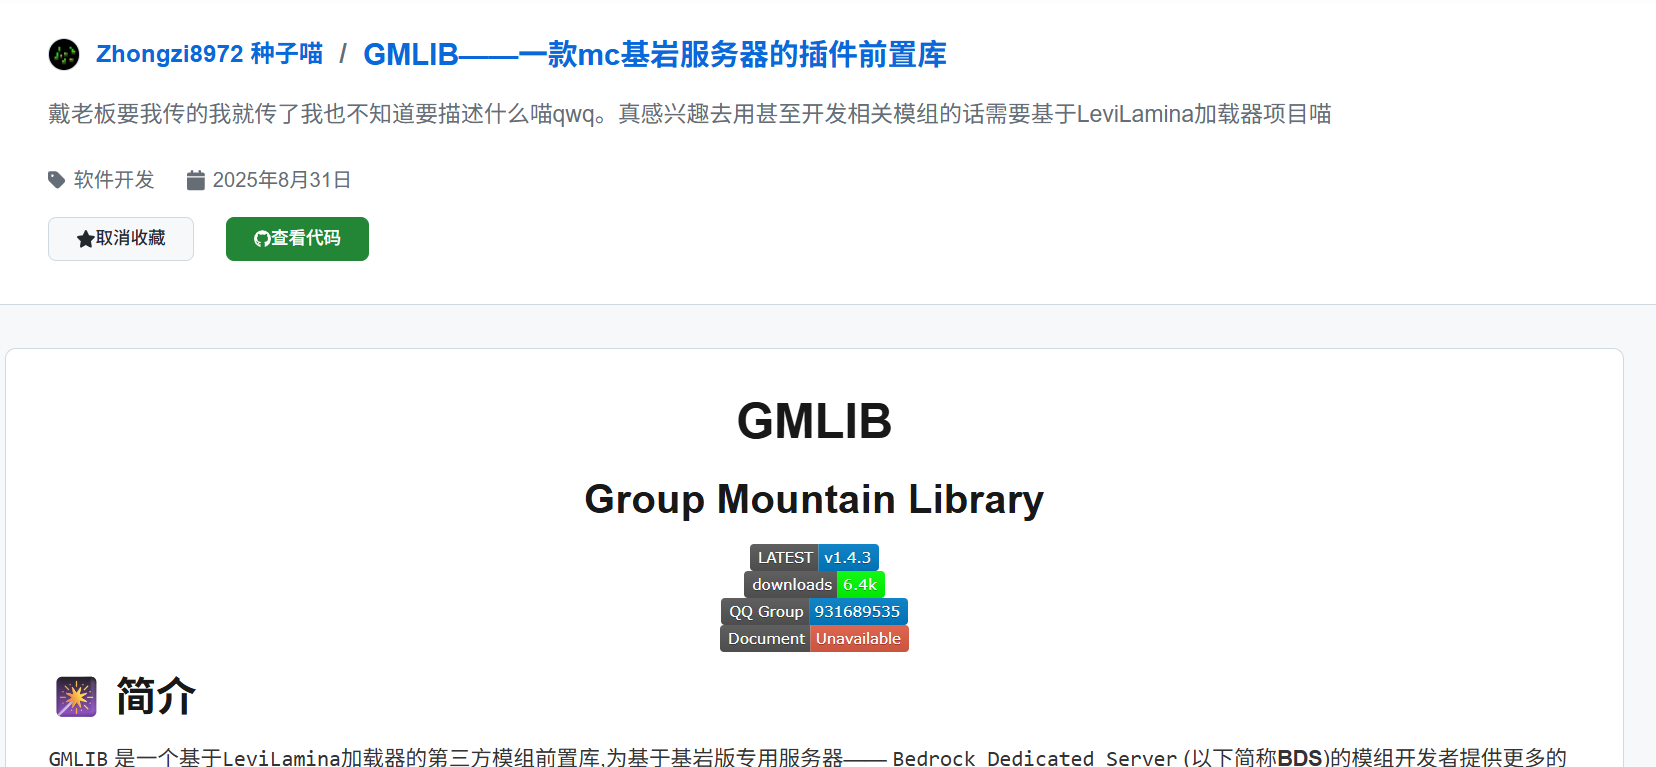 Zhongzi8972 种子喵 / GMLIB——一款mc基岩服务器的插件前置库
戴老板要我传的我就传了我也不知道要描述什么喵qwq。真感兴趣去用甚至开发相关模组的话需要基于LeviLamina加载器项目喵
软件开发 2025年8月31日
取消收藏 查看代码
GMLIB
Group Mountain Library
LATEST v1.4.3
downloads 6.4k
QQ Group 931689535
Document Unavailable
简介
GMLIB 是一个基于LeviLamina加载器的第三方模组前置库,为基于基岩版专用服务器—— Bedrock Dedicated Server (以下简称BDS)的模组开发者提供更多的